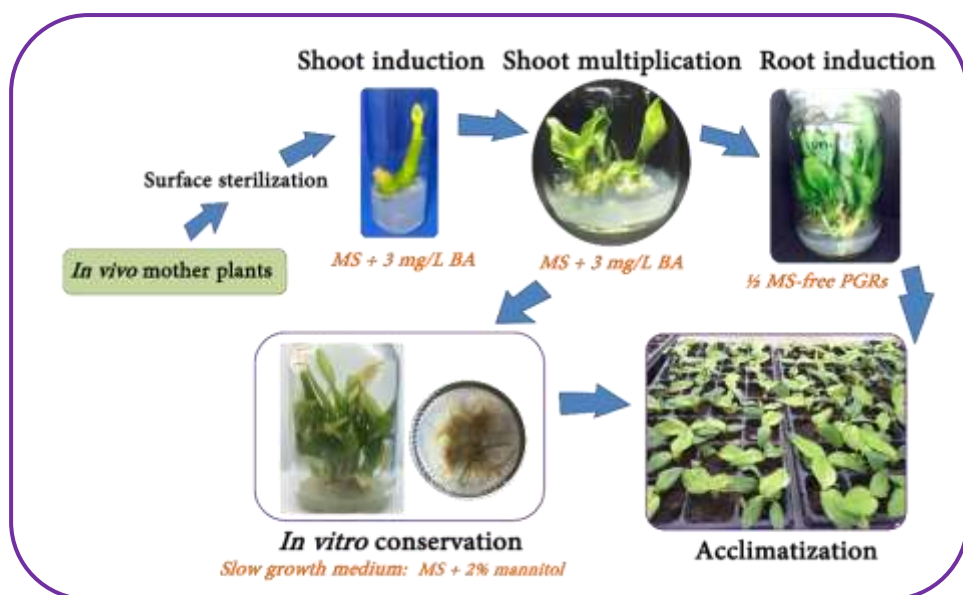 Shoot induction
Shoot multiplication
Root induction
Surface sterilization
In vivo mother plants
MS + 3 mg/L BA
MS + 3 mg/L BA
½ MS-free PGRs
In vitro conservation
Slow growth medium: MS + 2% mannitol
Acclimatization